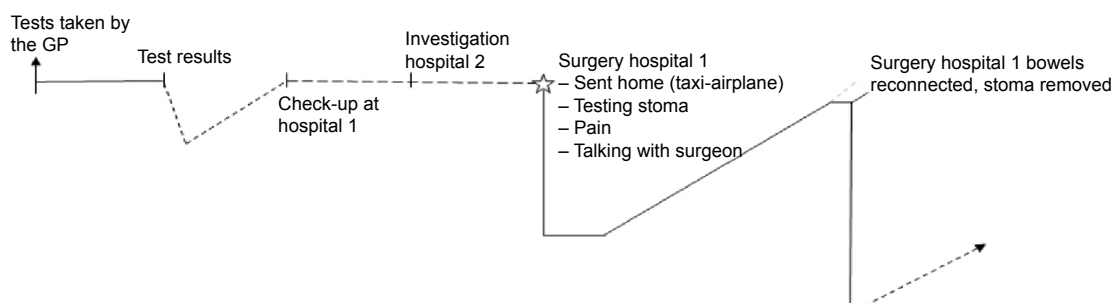 Tests taken by
the GP
Test results
Check-up at
hospital 1
Investigation
hospital 2
Surgery hospital 1
– Sent home (taxi-airplane)
– Testing stoma
– Pain
– Talking with surgeon
Surgery hospital 1 bowels
reconnected, stoma removed